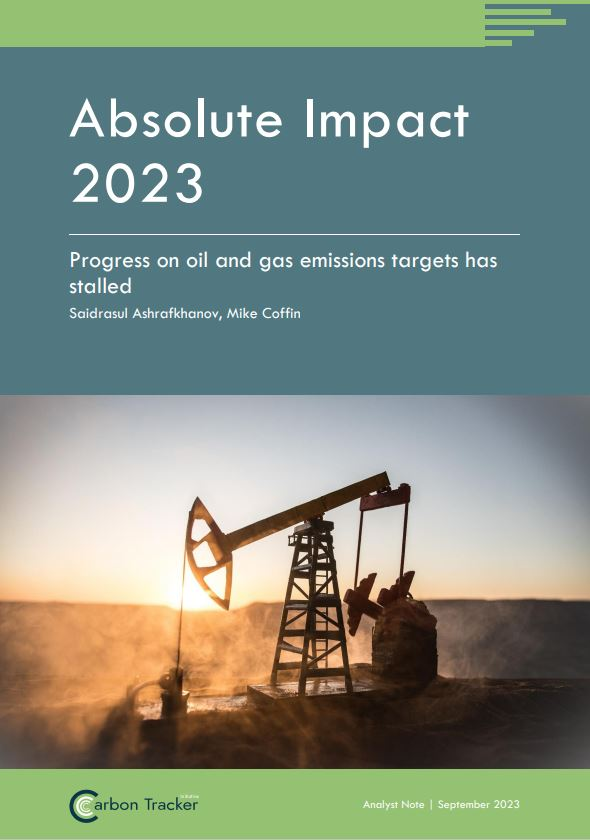 Absolute Impact
2023
Progress on oil and gas emissions targets has
stalled
Saidrasul Ashrafkhanov, Mike Coffin
Carbon Tracker
Initiative
Analyst Note | September 2023